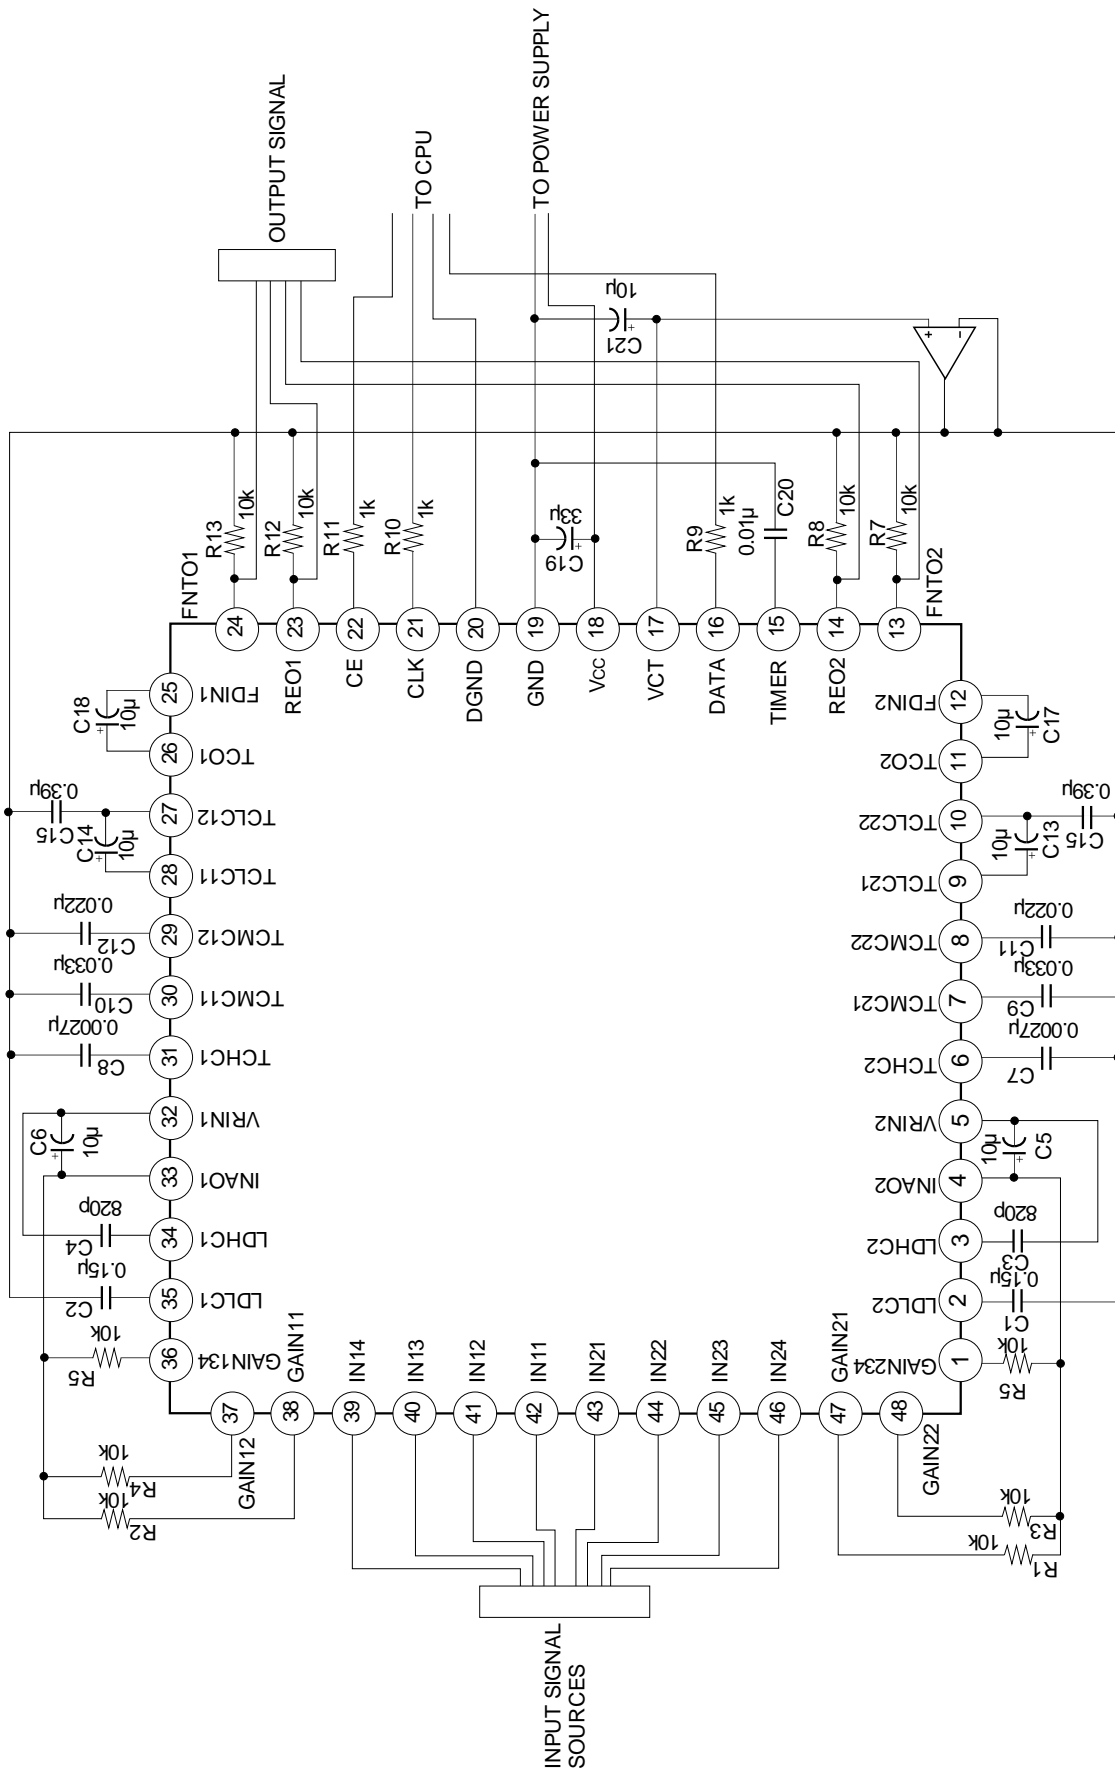 OUTPUT SIGNAL
TO CPU
TO POWER SUPPLY
C21
10μ
+
+
−
R13
10k
R12
10k
R11
1k
R10
1k
C19
33μ
+
R9
1k
0.01μ
C20
R8
10k
R7
10k
FNTO1
24
23
REO1
22
CE
21
CLK
20
DGND
19
GND
18
Vcc
17
VCT
16
DATA
15
TIMER
14
REO2
13
FNTO2
C18
10μ
+
25
FDIN1
26
TCO1
0.39μ
C15
27
TCLC12
C14
10μ
+
28
TCLC11
0.022μ
C12
29
TCMC12
0.033μ
C10
30
TCMC11
0.0027μ
C8
31
TCHC1
32
VRIN1
C6
10μ
+
33
INAO1
820p
C4
34
LDHC1
0.15μ
C2
35
LDLC1
10k
R5
36
GAIN134
12
FDIN2
10μ
C17
+
11
TCO2
10
TCLC22
0.39μ
C15
10μ
C13
+
9
TCLC21
8
TCMC22
0.022μ
C11
7
TCMC21
0.033μ
C9
6
TCHC2
0.0027μ
C7
5
VRIN2
10μ
C5
+
4
INAO2
3
LDHC2
820p
C3
2
LDLC2
0.15μ
C1
1
GAIN234
10k
R5
37
GAIN12
10k
R4
38
GAIN11
10k
R2
39
IN14
40
IN13
41
IN12
42
IN11
43
IN21
44
IN22
45
IN23
46
IN24
47
GAIN21
48
GAIN22
10k
R3
10k
R1
INPUT SIGNAL
SOURCES